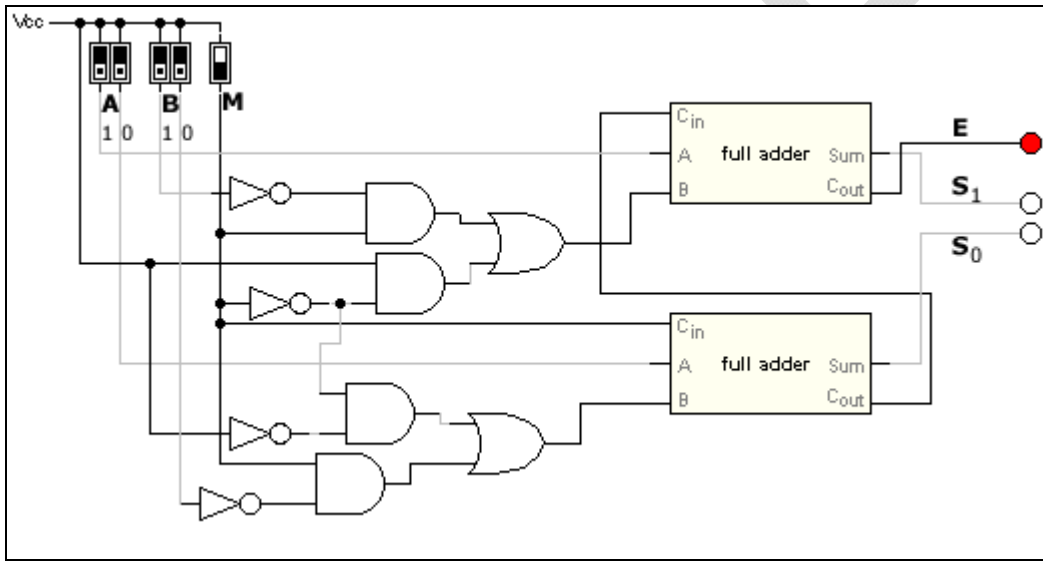 Vcc
A B M
1 0 1 0
Cin
A full adder Sum
B Cout
E
S1
S0
Cin
A full adder Sum
B Cout